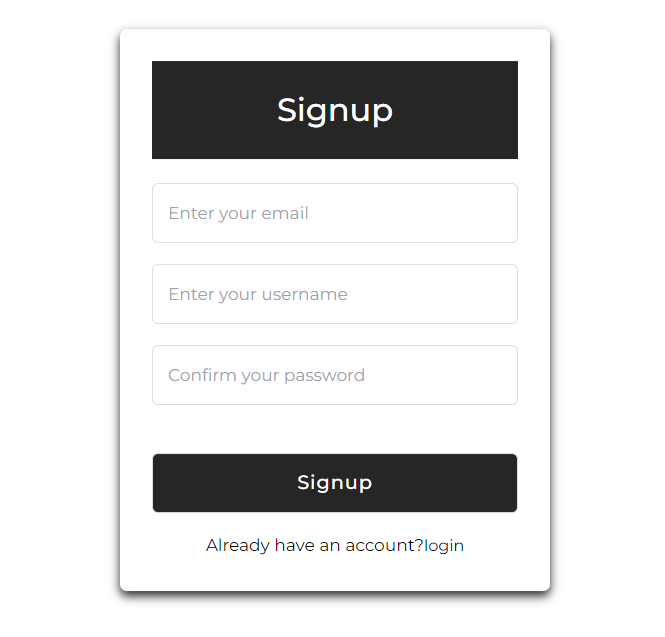 Signup
Enter your email
Enter your username
Confirm your password
Signup
Already have an account?login